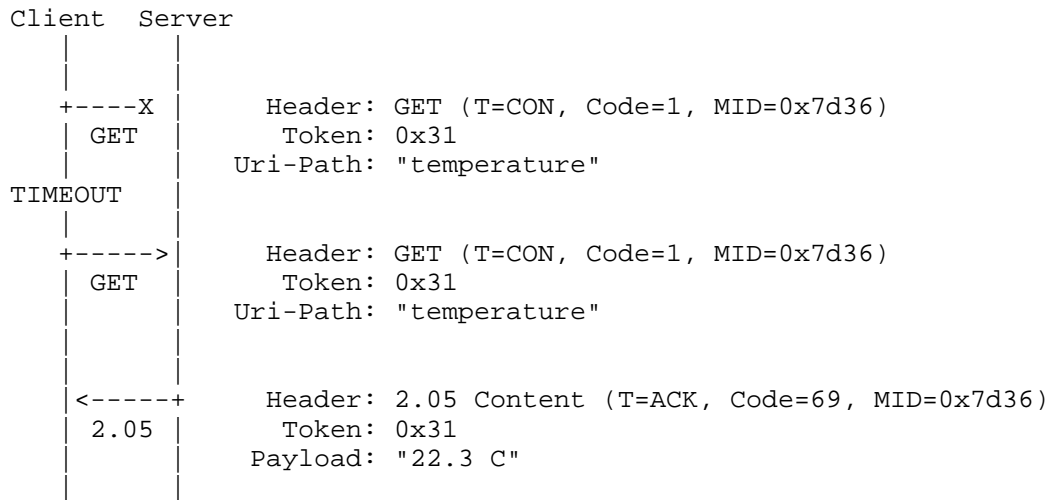 Client Server
+----X Header: GET (T=CON, Code=1, MID=0x7d36)
GET Token: 0x31
Uri-Path: "temperature"
TIMEOUT
+-----> Header: GET (T=CON, Code=1, MID=0x7d36)
GET Token: 0x31
Uri-Path: "temperature"
<-----+ Header: 2.05 Content (T=ACK, Code=69, MID=0x7d36)
2.05 Token: 0x31
Payload: "22.3 C"